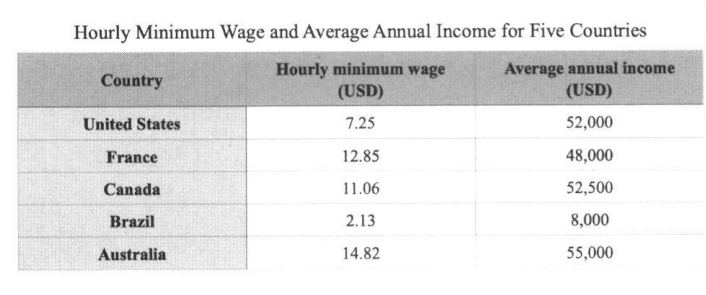 Hourly Minimum Wage and Average Annual Income for Five Countries
Country Hourly minimum wage (USD) Average annual income (USD)
United States 7.25 52,000
France 12.85 48,000
Canada 11.06 52,500
Brazil 2.13 8,000
Australia 14.82 55,000